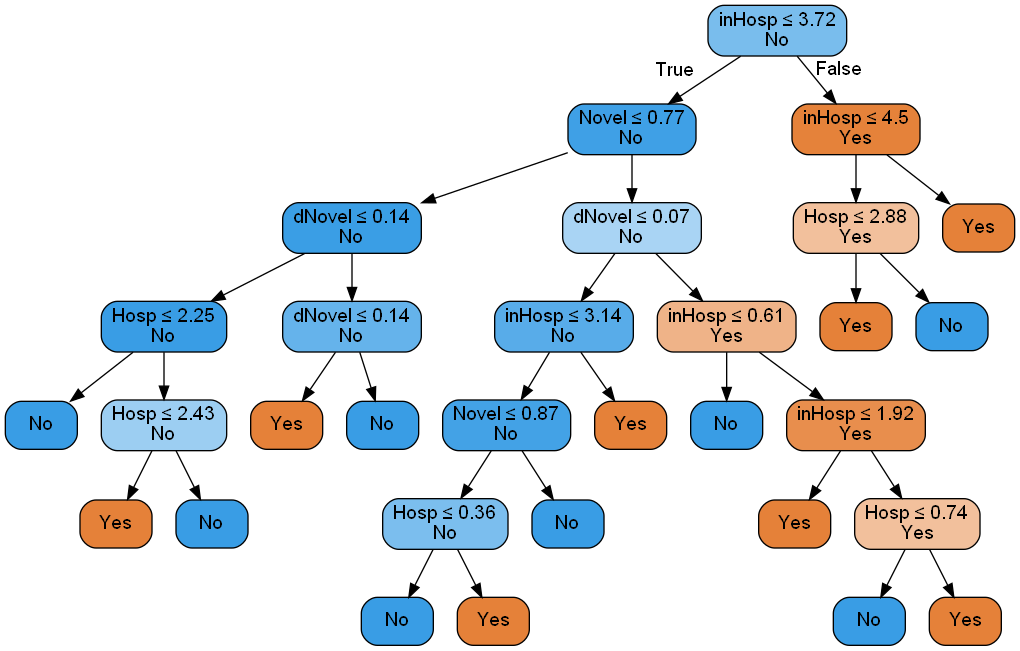 inHosp ≤ 3.72
No
True
False
Novel ≤ 0.77
No
inHosp ≤ 4.5
Yes
dNovel ≤ 0.14
No
dNovel ≤ 0.07
No
Hosp ≤ 2.88
Yes
Yes
Hosp ≤ 2.25
No
dNovel ≤ 0.14
No
inHosp ≤ 3.14
No
inHosp ≤ 0.61
Yes
Yes
No
No
Hosp ≤ 2.43
No
Yes
No
Novel ≤ 0.87
No
Yes
No
inHosp ≤ 1.92
Yes
Yes
No
Hosp ≤ 0.36
No
No
Yes
Hosp ≤ 0.74
Yes
No
Yes
No
Yes